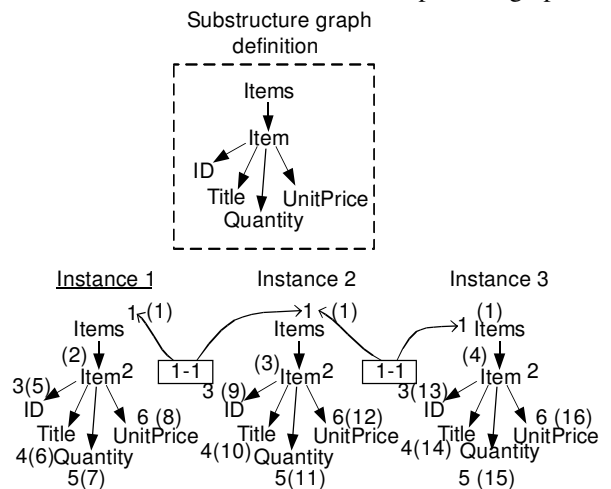 Substructure graph
definition
Items
Item
ID
Title
UnitPrice
Quantity
Instance 1
Instance 2
Instance 3
1 (1)
1 (1)
1 (1)
Items
Items
Items
1-1
1-1
(2) Item 2
(3) Item 2
(4) Item 2
3(5)
3 (9)
3(13)
ID
ID
ID
6 (8)
6(12)
6 (16)
Title
UnitPrice
Title
UnitPrice
Title
UnitPrice
4(6) Quantity
4(10) Quantity
4(14) Quantity
5(7)
5(11)
5 (15)